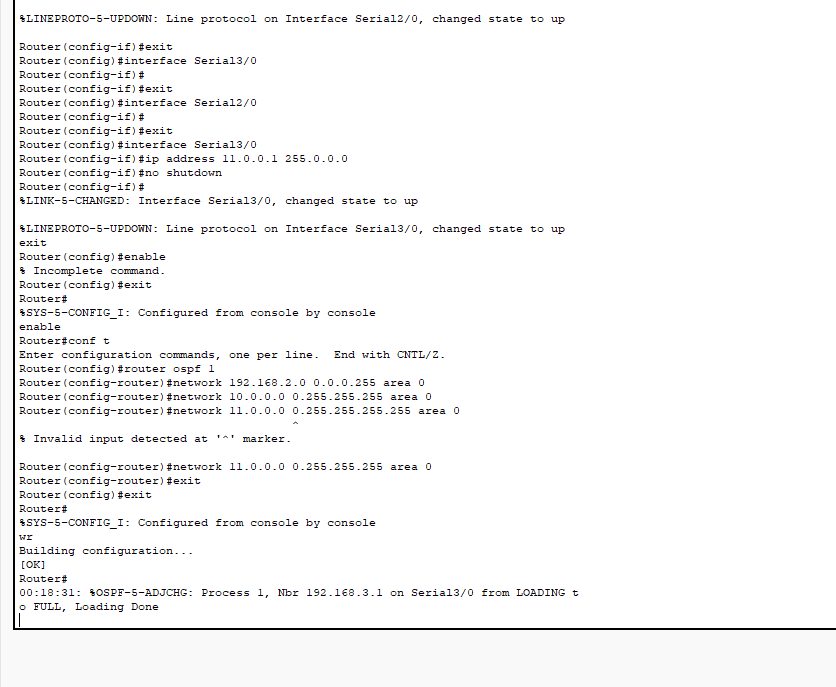 %LINEPROTO-5-UPDOWN: Line protocol on Interface Serial2/0, changed state to up
Router(config-if)#exit
Router(config)#interface Serial3/0
Router(config-if)#
Router(config-if)#exit
Router(config)#interface Serial2/0
Router(config-if)#
Router(config-if)#exit
Router(config)#interface Serial3/0
Router(config-if)#ip address 11.0.0.1 255.0.0.0
Router(config-if)#no shutdown
Router(config-if)#
%LINK-5-CHANGED: Interface Serial3/0, changed state to up
%LINEPROTO-5-UPDOWN: Line protocol on Interface Serial3/0, changed state to up
exit
Router(config)#enable
% Incomplete command.
Router(config)#exit
Router#
%SYS-5-CONFIG_I: Configured from console by console
enable
Router#conf t
Enter configuration commands, one per line.  End with CNTL/Z.
Router(config)#router ospf 1
Router(config-router)#network 192.168.2.0 0.0.0.255 area 0
Router(config-router)#network 10.0.0.0 0.255.255.255 area 0
Router(config-router)#network 11.0.0.0 0.255.255.255.255 area 0
^
% Invalid input detected at '^' marker.
Router(config-router)#network 11.0.0.0 0.255.255.255 area 0
Router(config-router)#exit
Router(config)#exit
Router#
%SYS-5-CONFIG_I: Configured from console by console
wr
Building configuration...
[OK]
Router#
00:18:31: %OSPF-5-ADJCHG: Process 1, Nbr 192.168.3.1 on Serial3/0 from LOADING t
o FULL, Loading Done